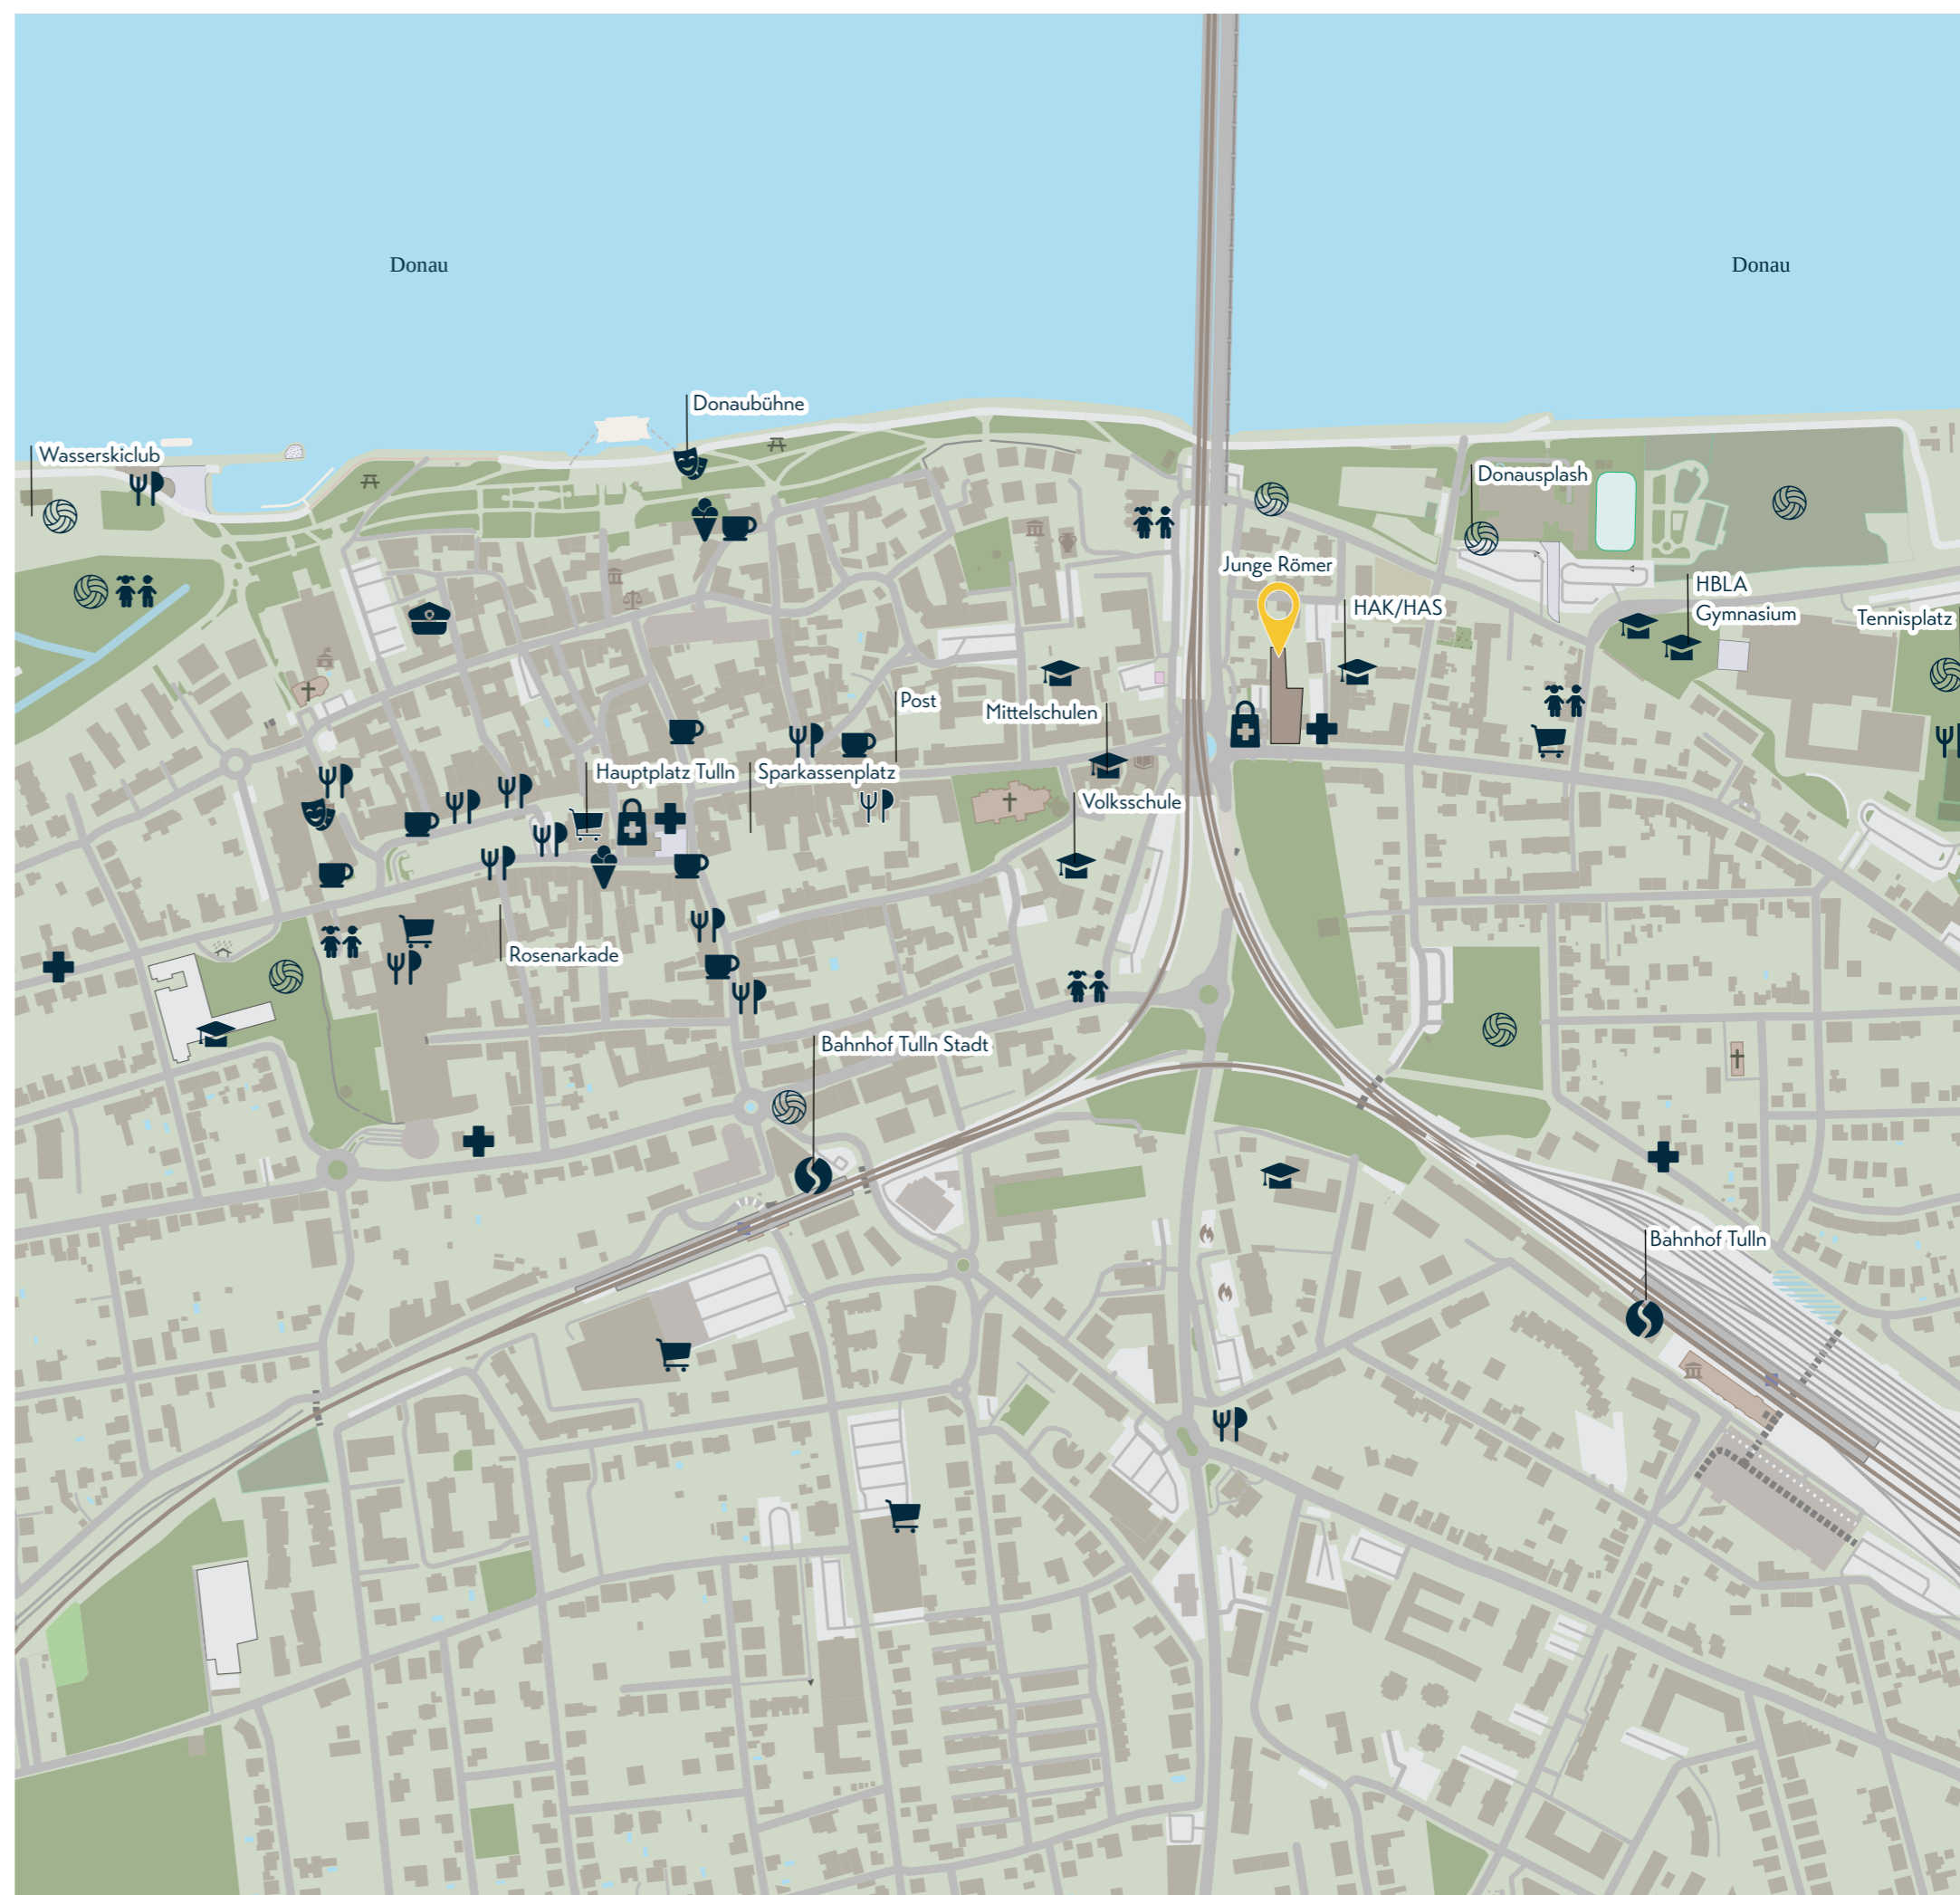 Donau
Donau
Donaubühne
Wasserskiclub
Donausplash
Junge Römer
HBLA
Gymnasium
HAK/HAS
Tennisplatz
Post
Mittelschulen
Hauptplatz Tulln
Sparkassenplatz
Volksschule
Rosenarkade
Bahnhof Tulln Stadt
Bahnhof Tulln